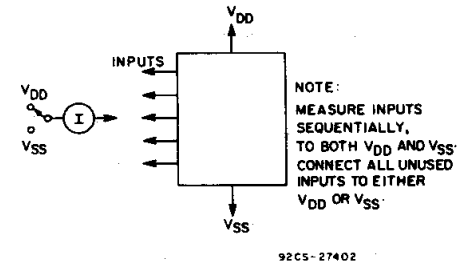 VDD
INPUTS
VDD
I
VSS
NOTE:
MEASURE INPUTS
SEQUENTIALLY,
TO BOTH VDD AND VSS.
CONNECT ALL UNUSED
INPUTS TO EITHER
VDD OR VSS.
VSS
92CS-27402